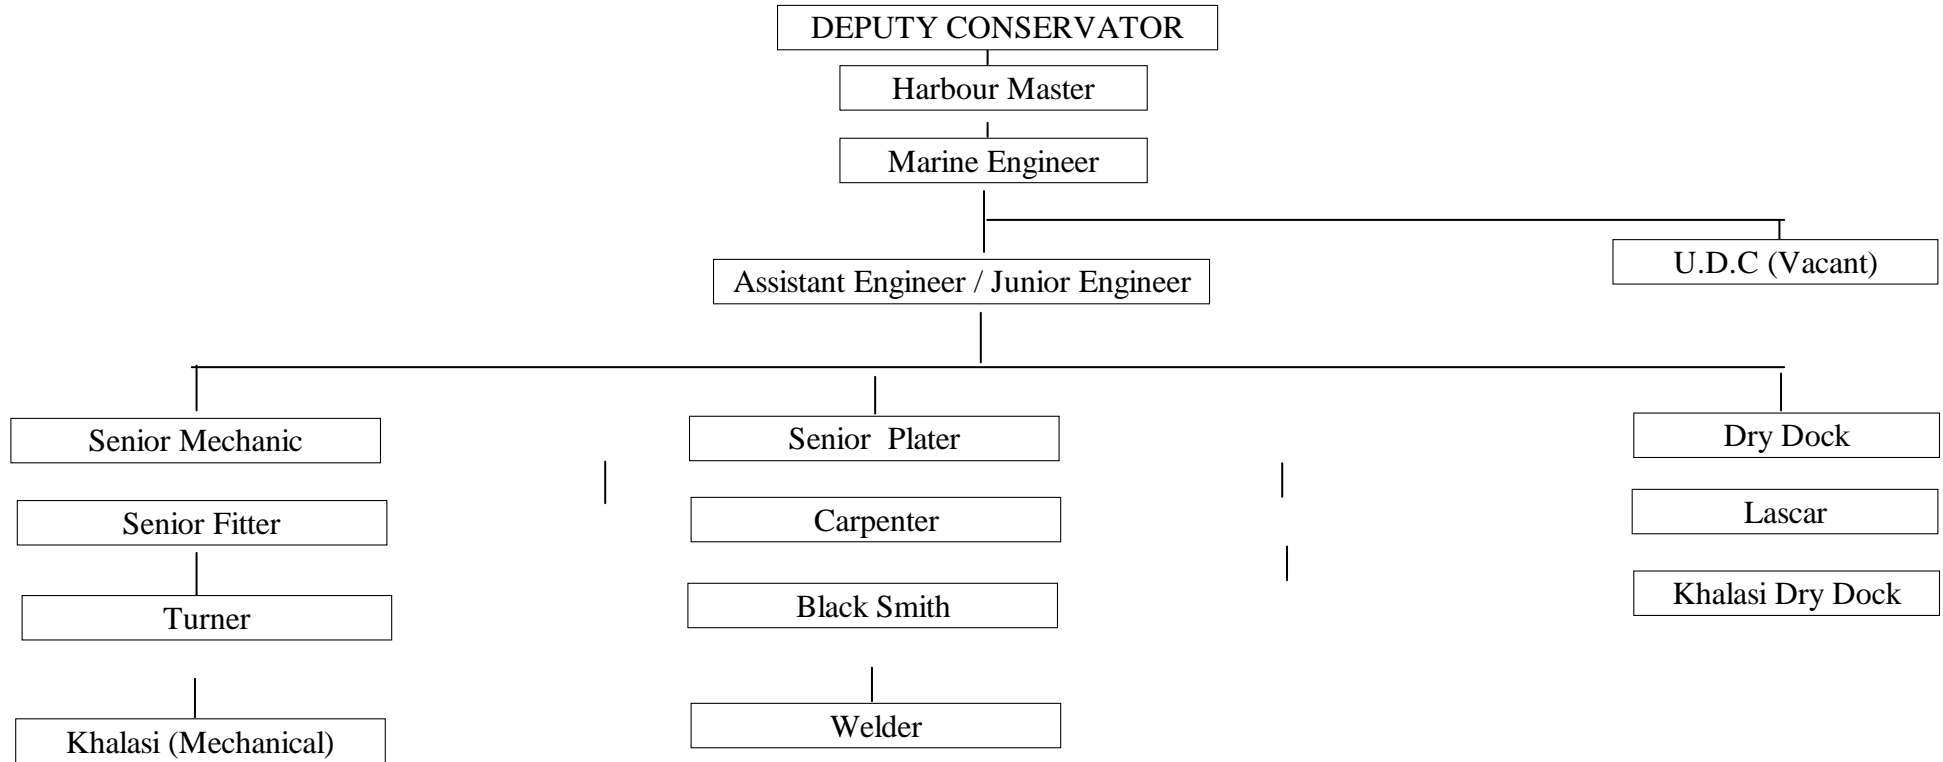 DEPUTY CONSERVATOR
Harbour Master
Marine Engineer
U.D.C (Vacant)
Assistant Engineer / Junior Engineer
Senior Mechanic
Senior Plater
Dry Dock
Senior Fitter
Carpenter
Lascar
Turner
Black Smith
Khalasi Dry Dock
Khalasi (Mechanical)
Welder